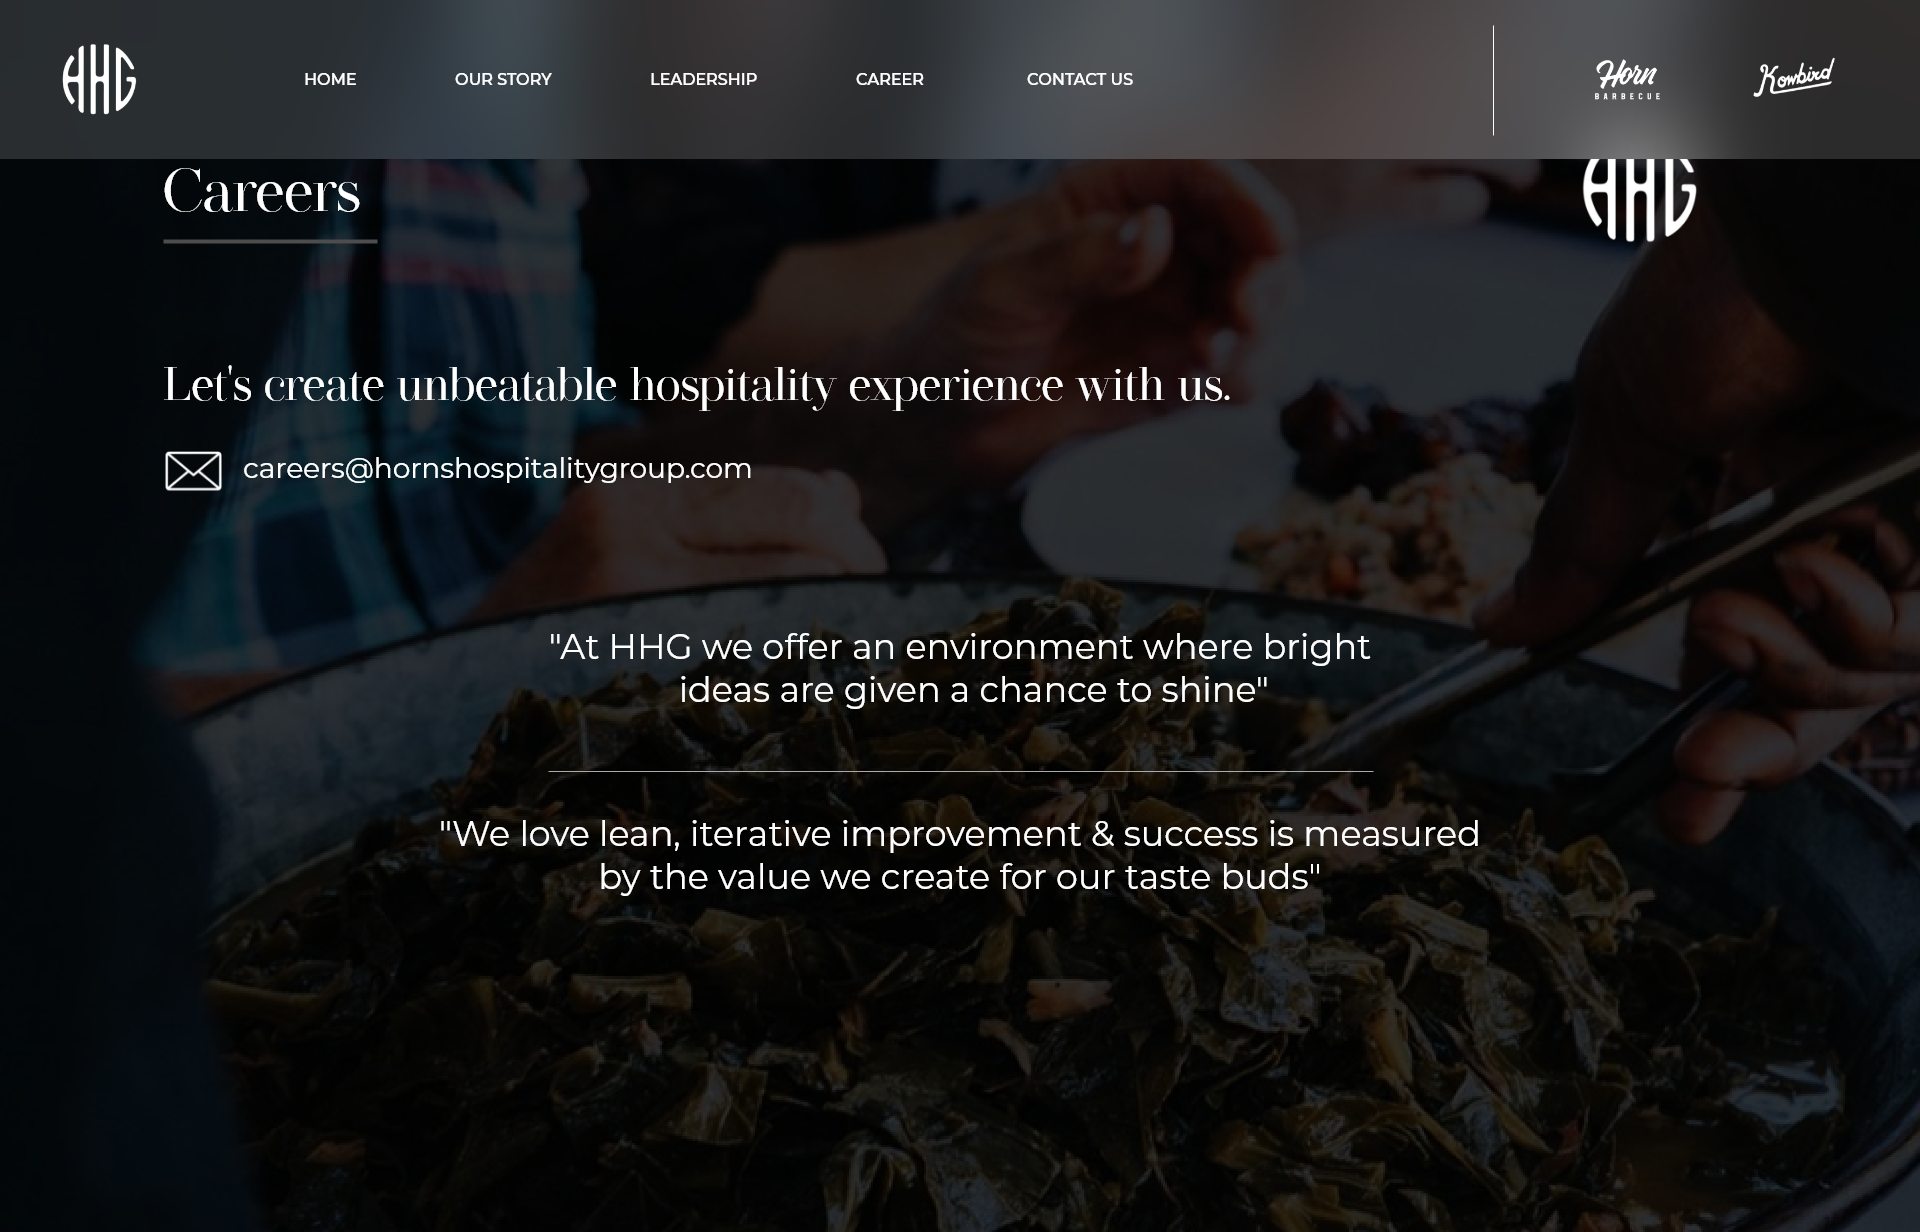 HHG
HOME
OUR STORY
LEADERSHIP
CAREER
CONTACT US
Horn
BARBECUE
Kowbird
Careers
HHG
Let's create unbeatable hospitality experience with us.
careers@hornshospitalitygroup.com
"At HHG we offer an environment where bright
ideas are given a chance to shine"
"We love lean, iterative improvement & success is measured
by the value we create for our taste buds"